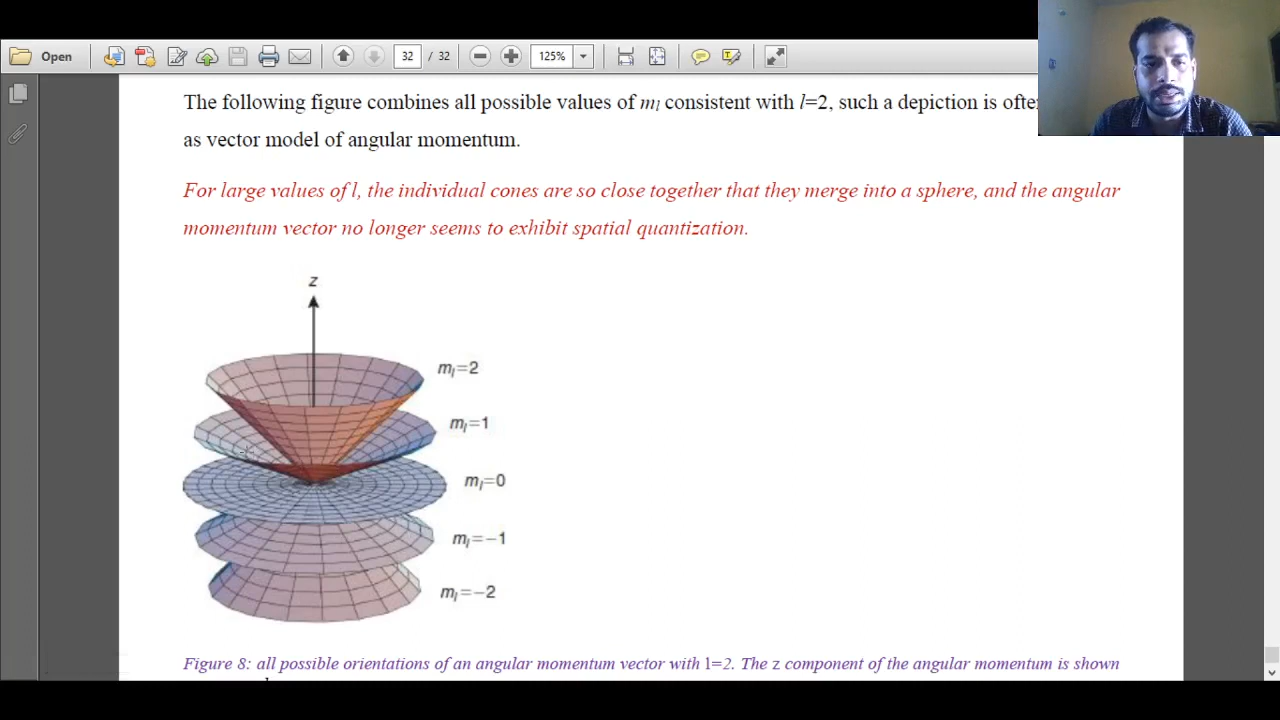 Open
32 / 32
125%
The following figure combines all possible values of mₗ consistent with l=2, such a depiction is often
as vector model of angular momentum.
For large values of l, the individual cones are so close together that they merge into a sphere, and the angular
momentum vector no longer seems to exhibit spatial quantization.
z
mₗ=2
mₗ=1
mₗ=0
mₗ=−1
mₗ=−2
Figure 8: all possible orientations of an angular momentum vector with l=2. The z component of the angular momentum is shown